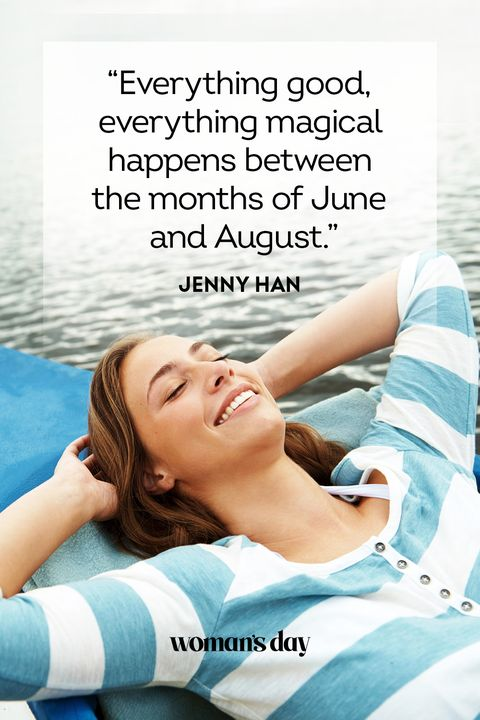 “Everything good,
everything magical
happens between
the months of June
and August.”
JENNY HAN
woman's day